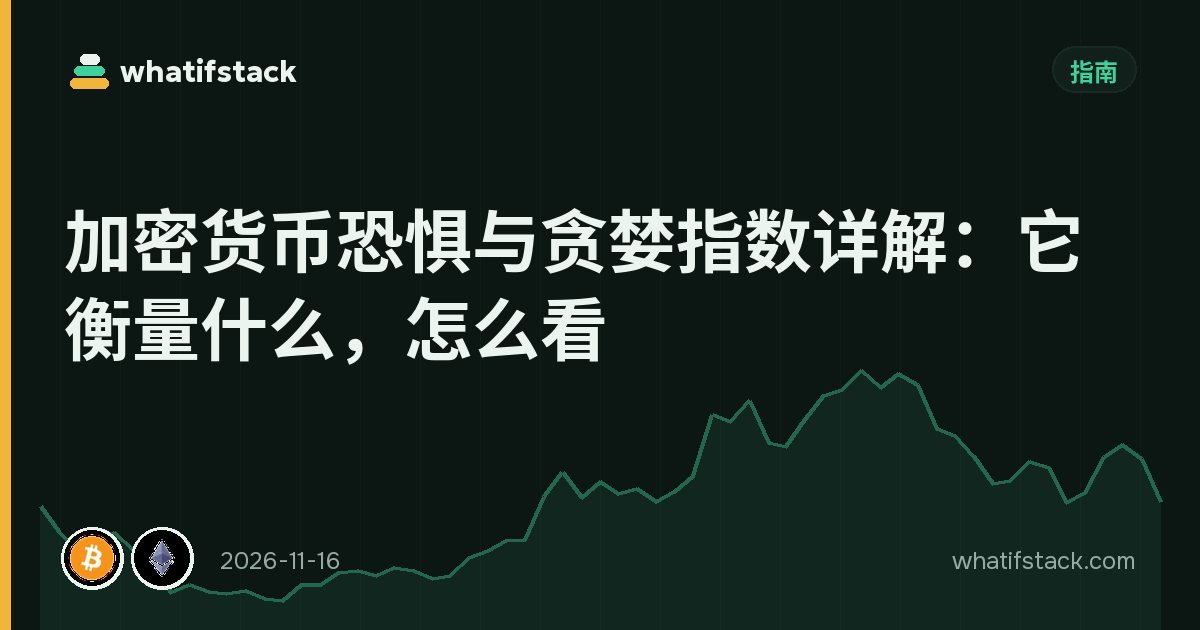 whatifstack
指南
加密货币恐惧与贪婪指数详解：它
衡量什么，怎么看
2026-11-16
whatifstack.com